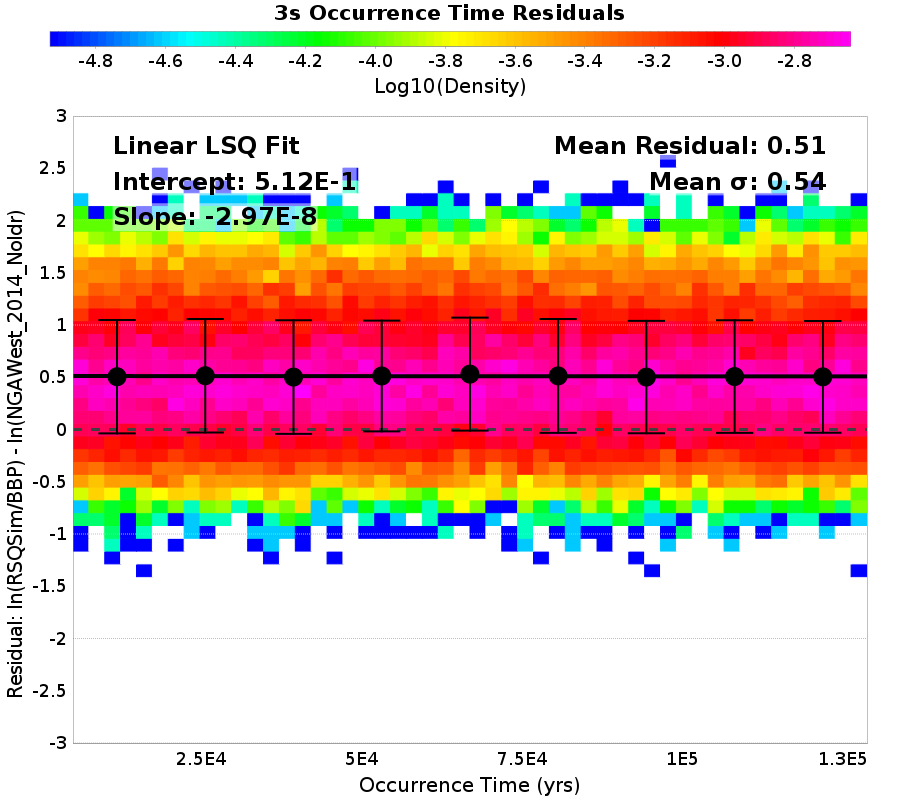 3s Occurrence Time Residuals
-4.8 -4.6 -4.4 -4.2 -4.0 -3.8 -3.6 -3.4 -3.2 -3.0 -2.8
Log10(Density)
Linear LSQ Fit
Intercept: 5.12E-1
Slope: -2.97E-8
Mean Residual: 0.51
Mean σ: 0.54
Residual: ln(RSQSim/BBP) - ln(NGAWest_2014_NoIdr)
3
2.5
2
1.5
1
0.5
0
-0.5
-1
-1.5
-2
-2.5
-3
2.5E4 5E4 7.5E4 1E5 1.3E5
Occurrence Time (yrs)